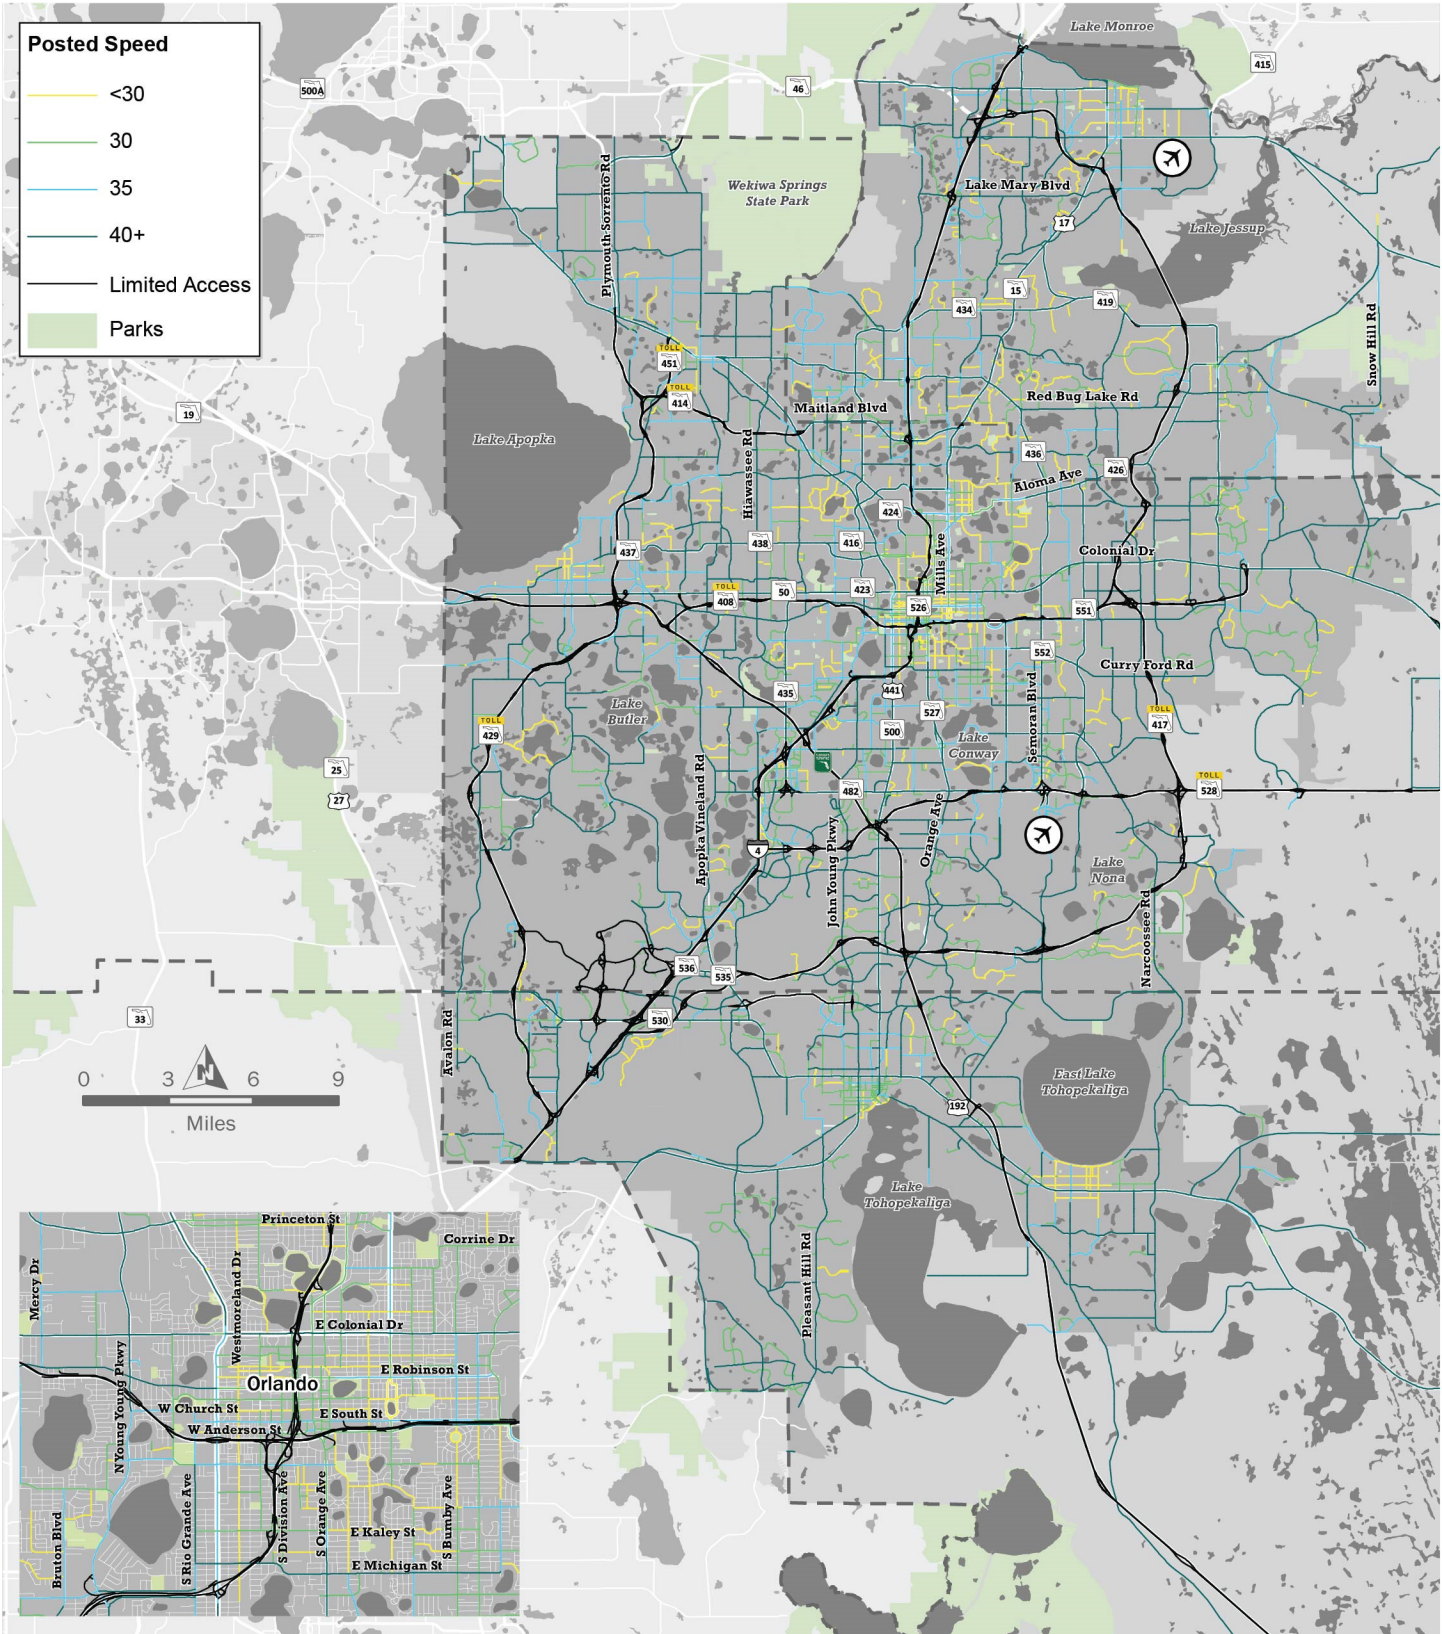 Posted Speed
<30
30
35
40+
Limited Access
Parks
Lake Monroe
415
500A
46
Plymouth-Sorrento Rd
Wekiwa Springs
State Park
Lake Mary Blvd
17
Lake Jessup
15
434
419
Snow Hill Rd
TOLL
451
TOLL
414
Red Bug Lake Rd
Maitland Blvd
19
Lake Apopka
Hiawassee Rd
436
426
Aloma Ave
424
437
438
416
Mills Ave
Colonial Dr
TOLL
408
50
423
526
551
552
Curry Ford Rd
435
441
Lake
Butler
527
500
Lake
Conway
Semoran Blvd
TOLL
417
TOLL
429
25
27
Apopka Vineland Rd
482
TOLL
528
4
John Young Pkwy
Orange Ave
Lake
Nona
Narcoossee Rd
536
535
33
530
Avalon Rd
N
0 3 6 9
Miles
East Lake
Tohopekaliga
192
Lake
Tohopekaliga
Pleasant Hill Rd
Princeton St
Corrine Dr
Mercy Dr
Westmoreland Dr
E Colonial Dr
N Young Young Pkwy
E Robinson St
Orlando
W Church St
E South St
W Anderson St
Bruton Blvd
S Rio Grande Ave
S Division Ave
S Orange Ave
S Bumby Ave
E Kaley St
E Michigan St